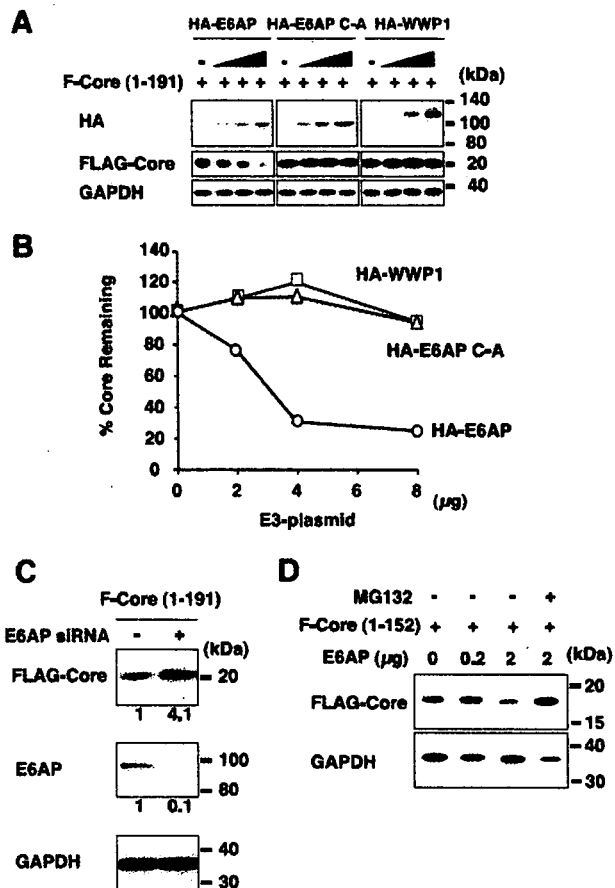 A
HA-E6AP HA-E6AP C-A HA-WWP1
- - -
F-Core (1-191) + + + + + + + + + + + + (kDa)
HA
140
100
80
FLAG-Core 20
GAPDH 40
B
140
120
100
80
60
40
20
0
% Core Remaining
HA-WWP1
HA-E6AP C-A
HA-E6AP
0 2 4 6 8 (µg)
E3-plasmid
C
F-Core (1-191)
E6AP siRNA - + (kDa)
FLAG-Core 20
1 4.1
E6AP
100
80
1 0.1
GAPDH
40
30
D
MG132 - - - +
F-Core (1-152) + + + +
E6AP (µg) 0 0.2 2 2 (kDa)
FLAG-Core
20
15
GAPDH
40
30